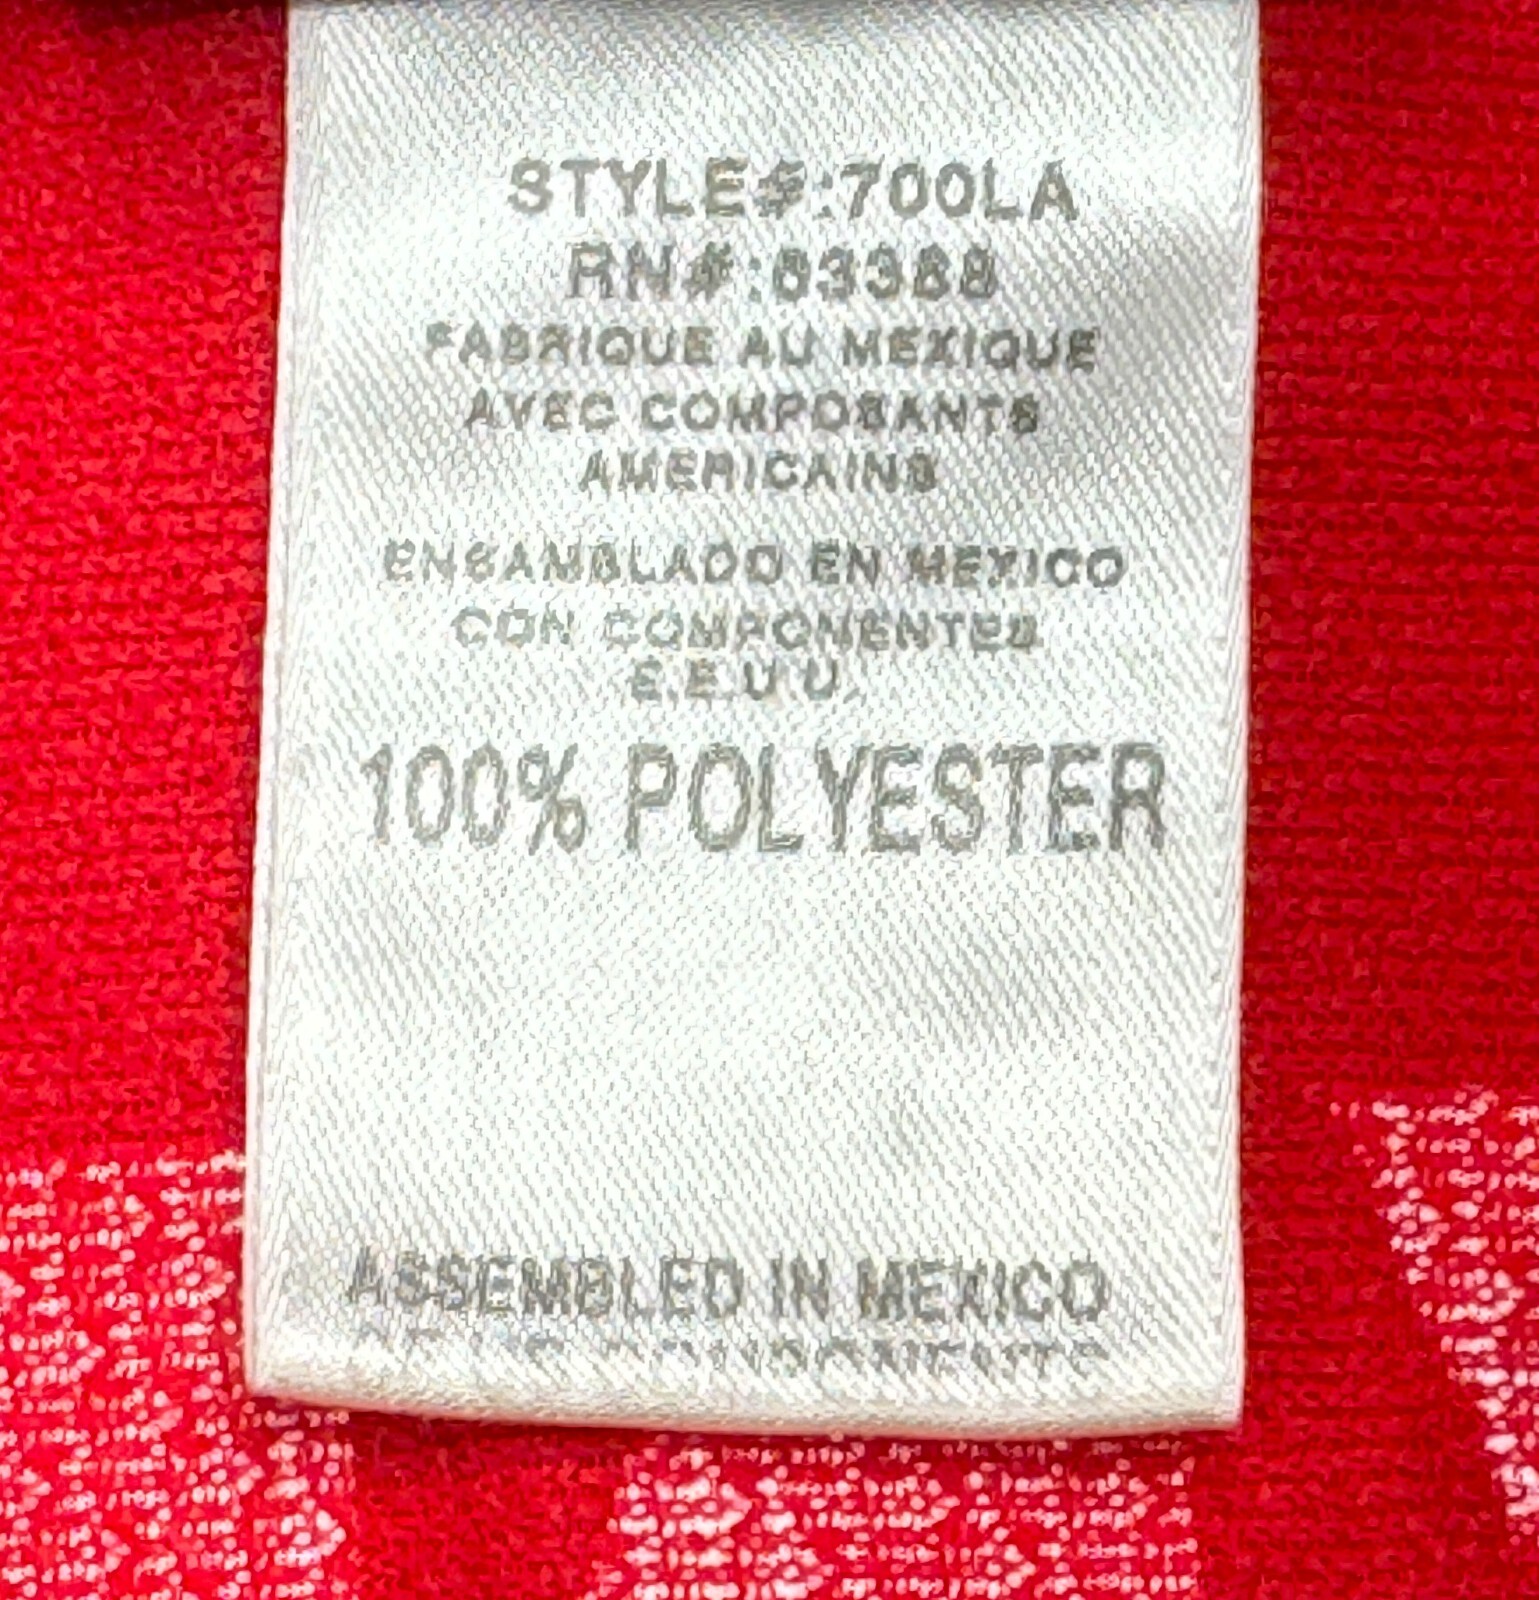 STYLE#:700LA
RN#:63388
FABRIQUE AU MEXIQUE
AVEC COMPOSANTS
AMERICAINS
ENSAMBLADO EN MEXICO
CON COMPONENTES
E.E.U.U.
100% POLYESTER
ASSEMBLED IN MEXICO